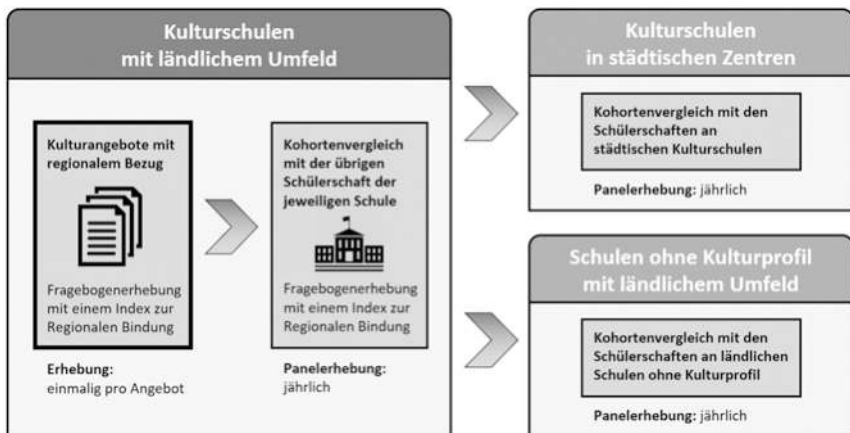 Kulturschulen
mit ländlichem Umfeld
Kulturangebote mit
regionalem Bezug
Fragebogenerhebung
mit einem Index zur
Regionalen Bindung
Erhebung:
einmalig pro Angebot
Kohortenvergleich
mit der übrigen
Schülerschaft der
jeweiligen Schule
Fragebogenerhebung
mit einem Index zur
Regionalen Bindung
Panelerhebung:
jährlich
Kulturschulen
in städtischen Zentren
Kohortenvergleich mit den
Schülerschaften an
städtischen Kulturschulen
Panelerhebung: jährlich
Schulen ohne Kulturprofil
mit ländlichem Umfeld
Kohortenvergleich mit den
Schülerschaften an ländlichen
Schulen ohne Kulturprofil
Panelerhebung: jährlich